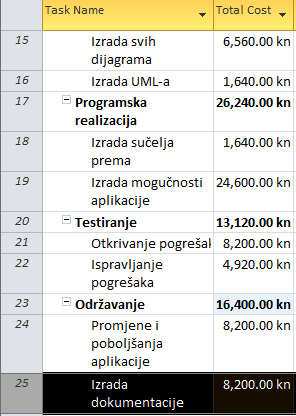 Task Name Total Cost
15 Izrada svih 6,560.00 kn
dijagrama
16 Izrada UML-a 1,640.00 kn
17 Programska 26,240.00 kn
realizacija
18 Izrada sučelja 1,640.00 kn
prema
19 Izrada mogučnosti 24,600.00 kn
aplikacije
20 Testiranje 13,120.00 kn
21 Otkrivanje pogrešak 8,200.00 kn
22 Ispravljanje 4,920.00 kn
pogrešaka
23 Održavanje 16,400.00 kn
24 Promjene i 8,200.00 kn
poboljšanja
aplikacije
25 Izrada 8,200.00 kn
dokumentacije